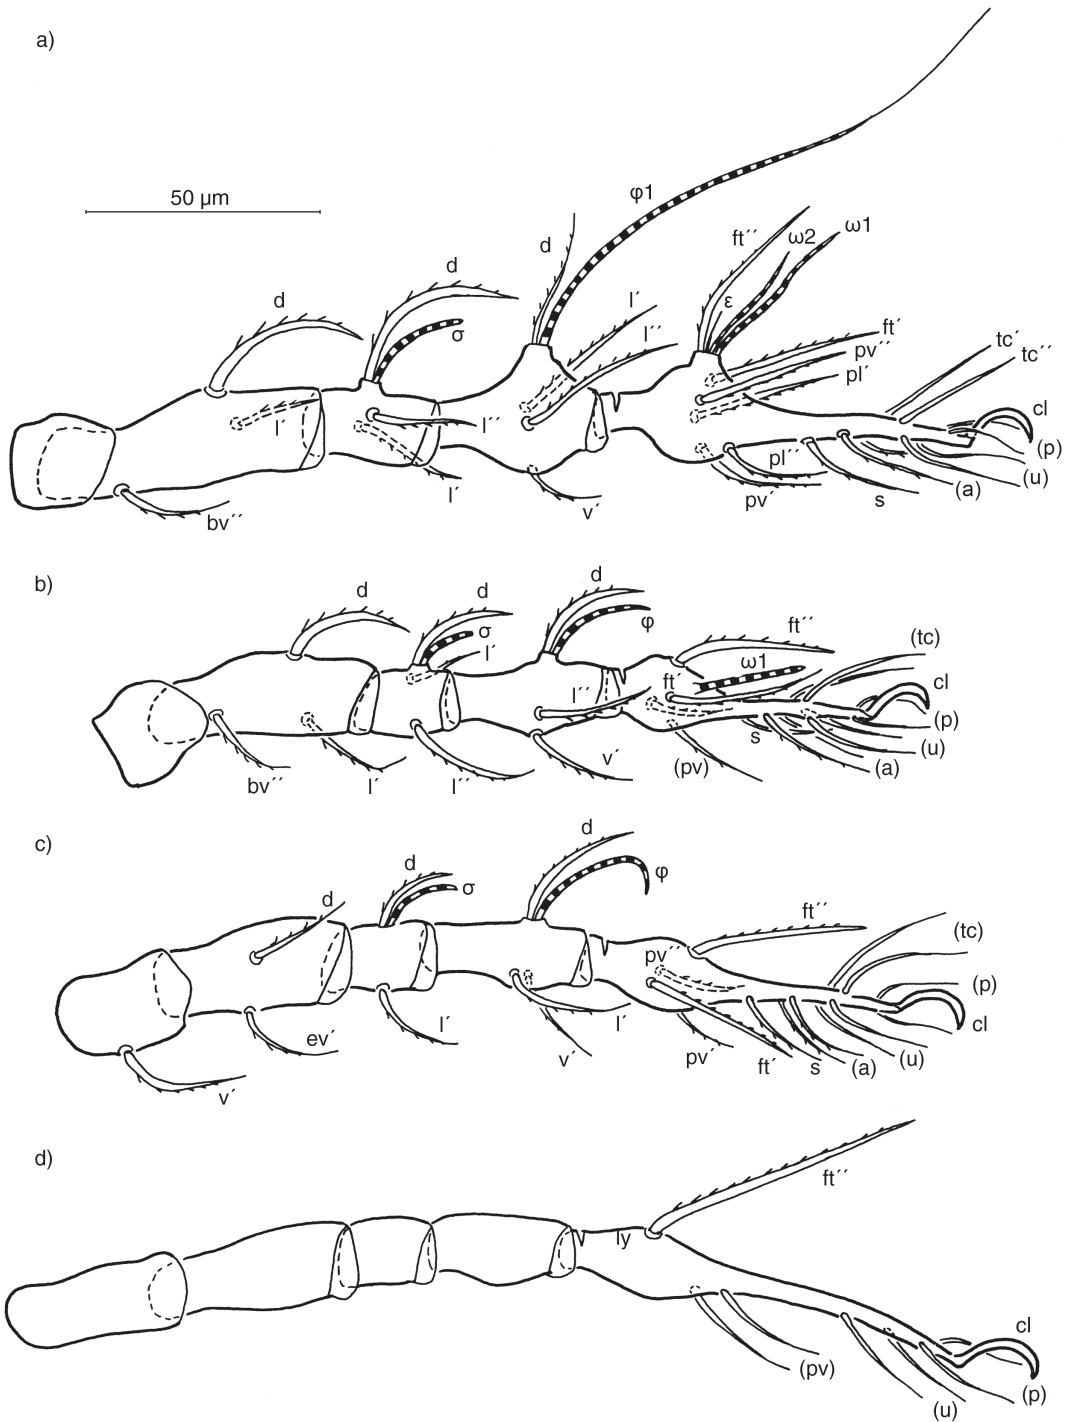 a)
50 µm
φ1
d
d
d
σ
l´
l´´
ft´´
ω2
ω1
ε
ft´
pv´´
pl´
tc´
tc´´
cl
(p)
(u)
(a)
s
pl´´
pv´
v´
l´´
l´
l´
bv´´
b)
d
d
σ
l´
d
φ
ft´´
ω1
ft´
(tc)
cl
(p)
(u)
(a)
s
(pv)
l´´
v´
l´´
l´
bv´´
c)
d
d
σ
d
φ
ft´´
pv´´
(tc)
(p)
cl
(u)
(a)
s
ft´
pv´
l´
v´
l´
ev´
v´
d)
ft´´
ly
cl
(p)
(u)
(pv)